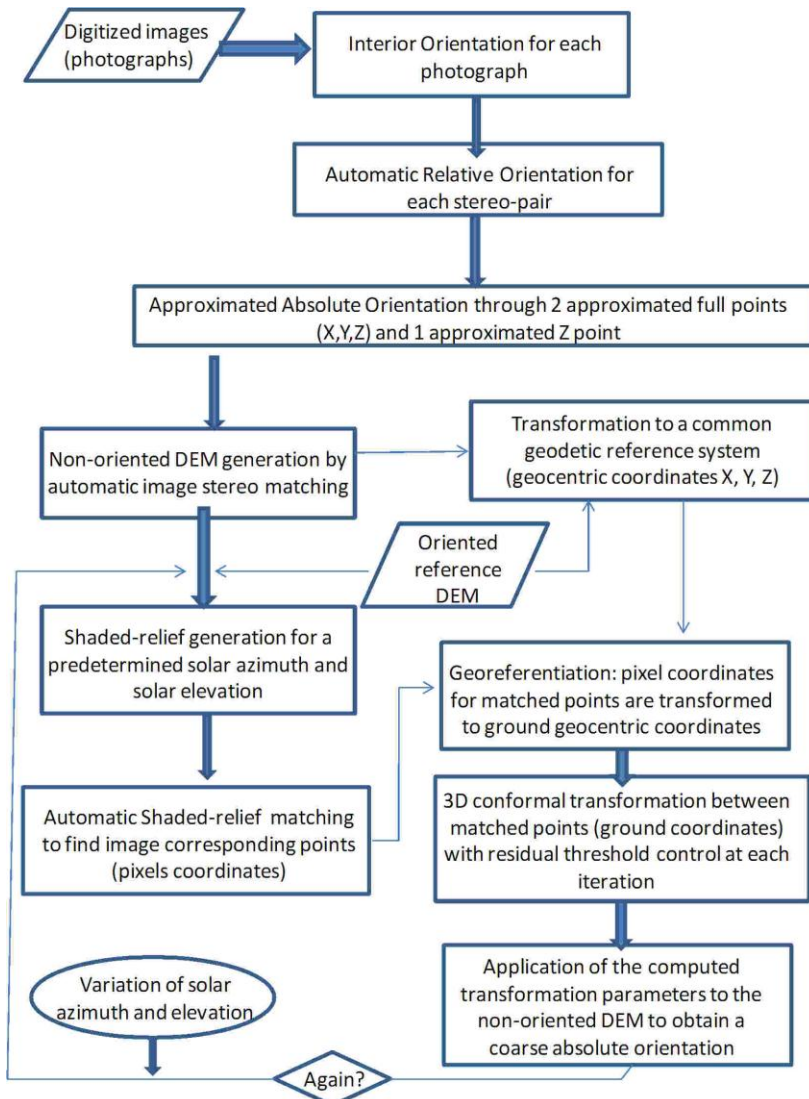 Digitized images
(photographs)
Interior Orientation for each
photograph
Automatic Relative Orientation for
each stereo-pair
Approximated Absolute Orientation through 2 approximated full points
(X,Y,Z) and 1 approximated Z point
Non-oriented DEM generation by
automatic image stereo matching
Transformation to a common
geodetic reference system
(geocentric coordinates X, Y, Z)
Oriented
reference
DEM
Shaded-relief generation for a
predetermined solar azimuth and
solar elevation
Georeferentiation: pixel coordinates
for matched points are transformed
to ground geocentric coordinates
Automatic Shaded-relief matching
to find image corresponding points
(pixels coordinates)
3D conformal transformation between
matched points (ground coordinates)
with residual threshold control at each
iteration
Variation of solar
azimuth and elevation
Application of the computed
transformation parameters to the
non-oriented DEM to obtain a
coarse absolute orientation
Again?